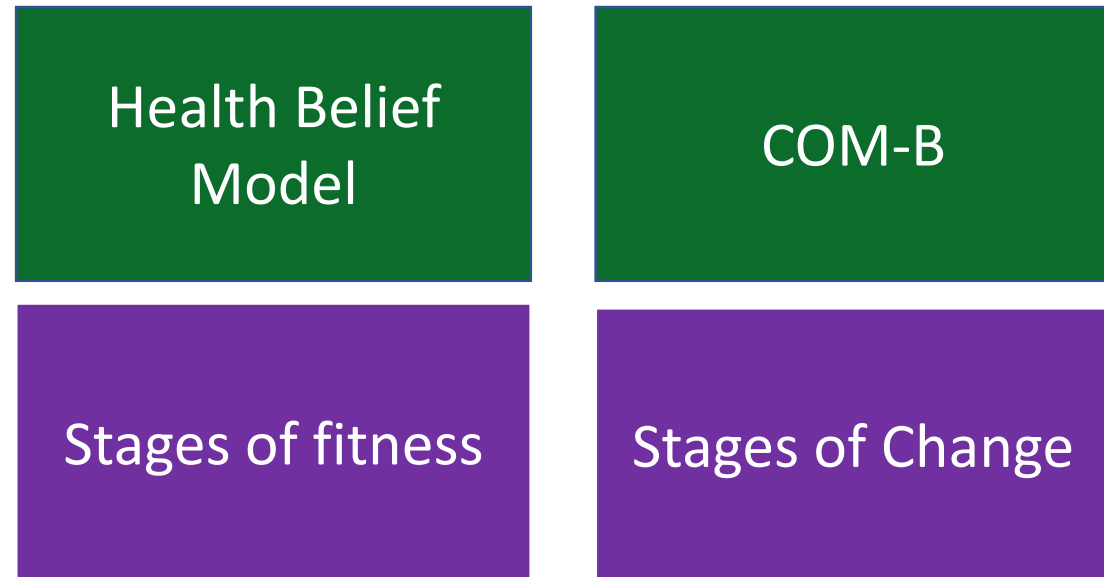 Health Belief
Model
COM-B
Stages of fitness
Stages of Change